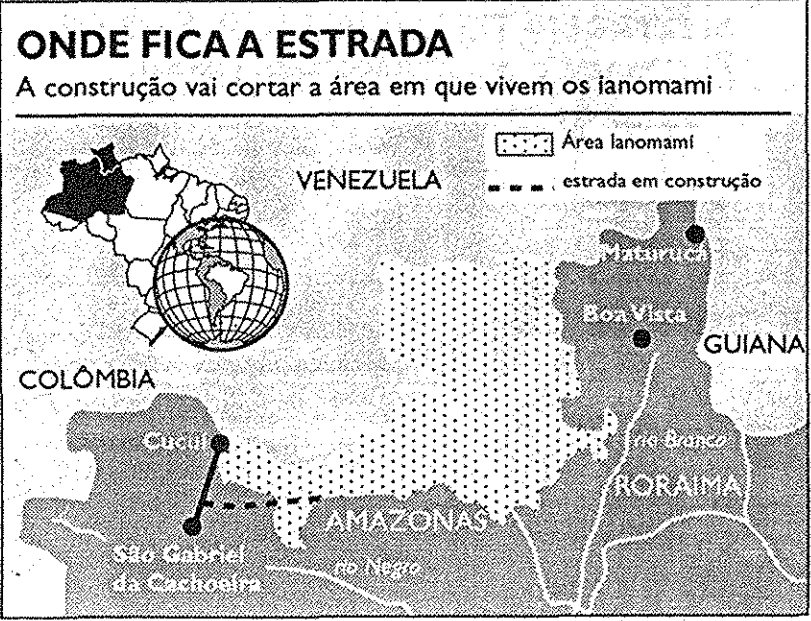 ONDE FICA A ESTRADA
A construção vai cortar a área em que vivem os ianomami
Área Ianomami
estrada em construção
VENEZUELA
Maturuca
Boa Vista
GUIANA
COLÔMBIA
Cucuí
rio Branco
RORAIMA
AMAZONAS
São Gabriel
da Cachoeira
rio Negro